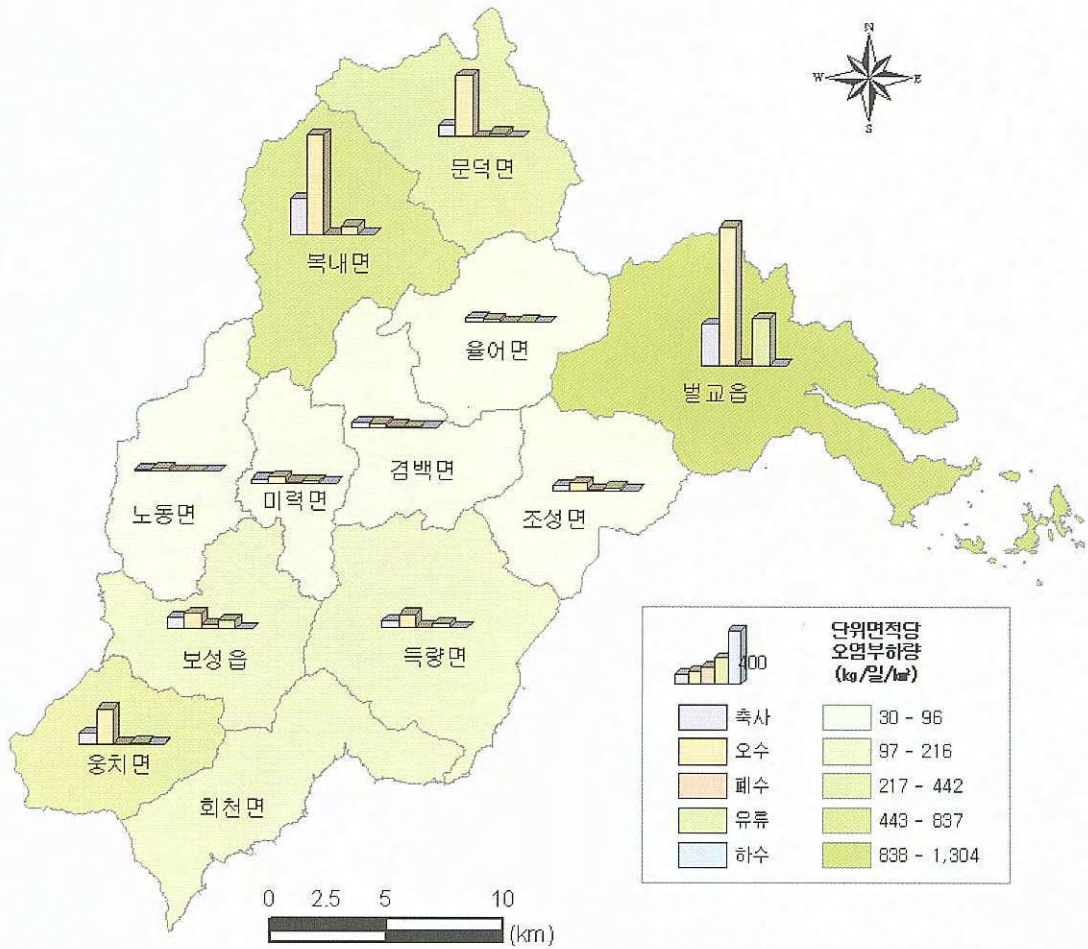 N
W
E
S
문덕면
복내면
율어면
벌교읍
겸백면
미력면
노동면
조성면
보성읍
득량면
웅치면
회천면
단위면적당
오염부하량
(kg/일/㎢)
400
축사 30 - 96
오수 97 - 216
폐수 217 - 442
유류 443 - 837
하수 838 - 1,304
0 2.5 5 10
(km)